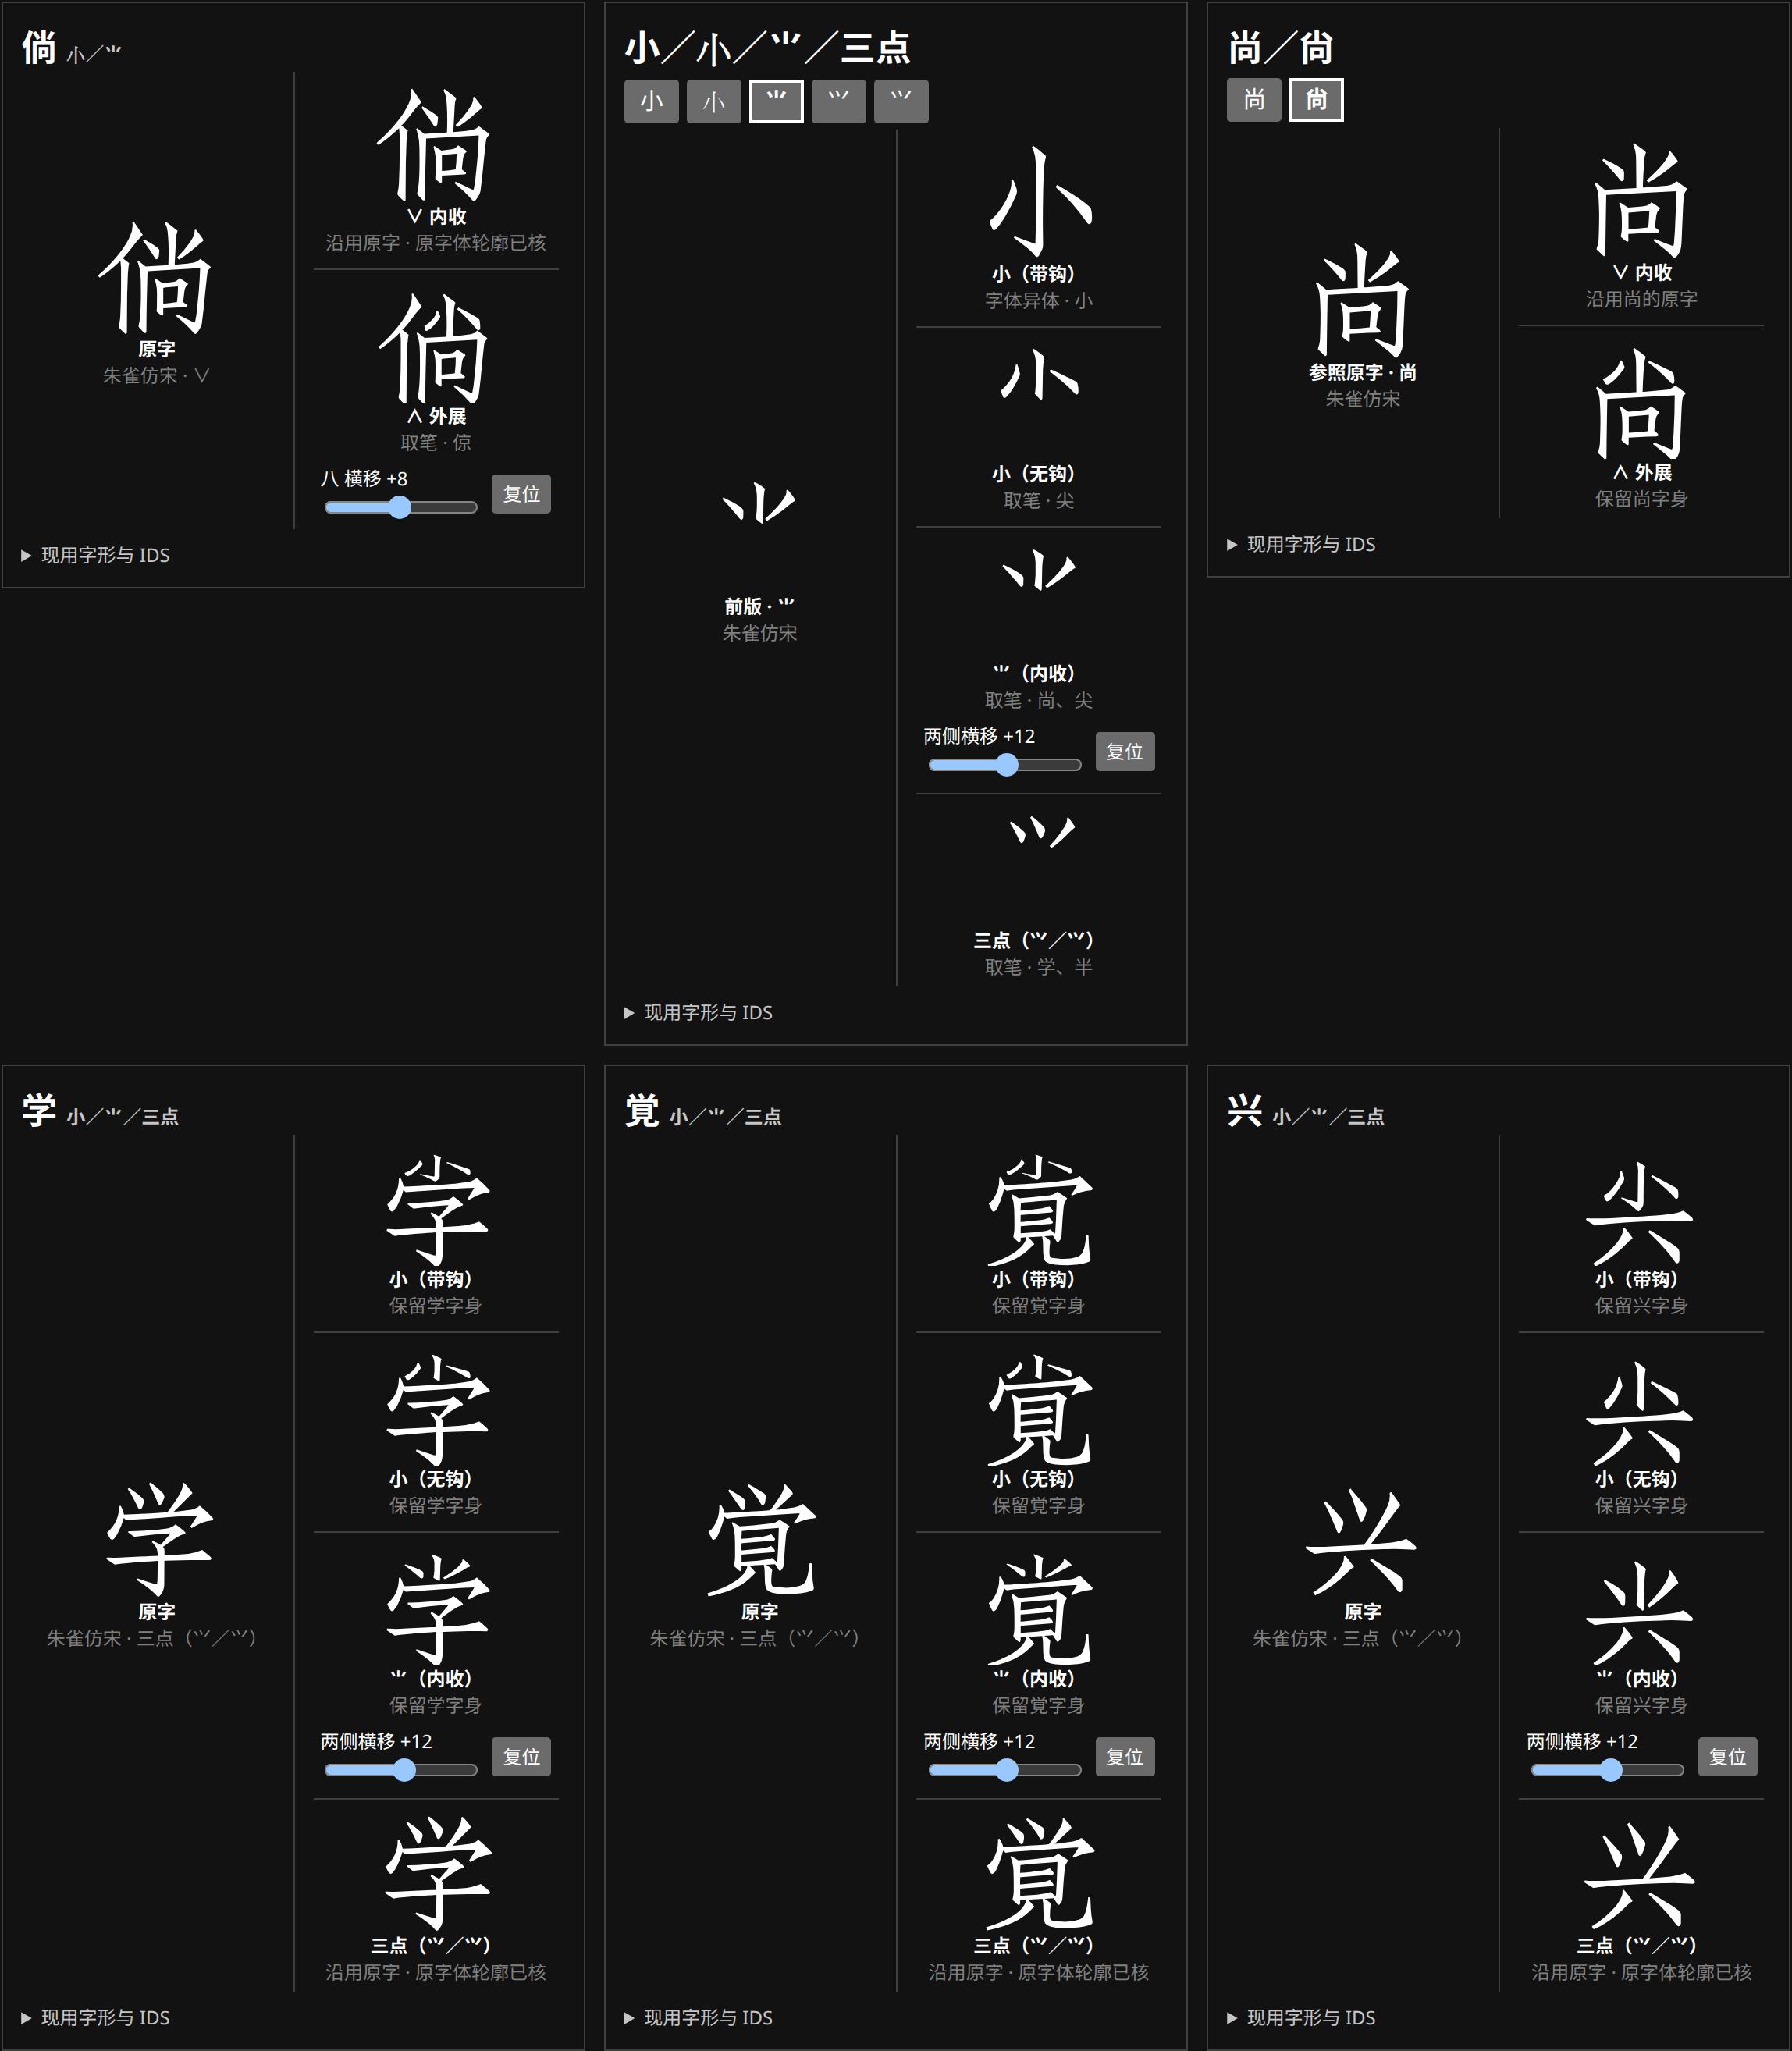 倘 ⺌／⺌
倘
原字
朱雀仿宋 · ∨
倘
∨ 内收
沿用原字 · 原字体轮廓已核
倘
∧ 外展
取笔 · 倞
八 横移 +8
复位
▶ 现用字形与 IDS
小／⺌／三点
小
⺌
前版 · ⺌
朱雀仿宋
小
小（带钩）
字体异体 · 小
小（无钩）
取笔 · 尖
⺌
⺌（内收）
取笔 · 尚、尖
两侧横移 +12
复位
⺍
三点（⺍／⺍）
取笔 · 学、半
▶ 现用字形与 IDS
尚／尙
尚 尙
尚
参照原字 · 尚
朱雀仿宋
尚
∨ 内收
沿用尚的原字
尙
∧ 外展
保留尚字身
▶ 现用字形与 IDS
学 小／⺌／三点
学
原字
朱雀仿宋 · 三点（⺍／⺍）
小（带钩）
保留学字身
小（无钩）
保留学字身
⺌（内收）
保留学字身
两侧横移 +12
复位
学
三点（⺍／⺍）
沿用原字 · 原字体轮廓已核
▶ 现用字形与 IDS
覚 小／⺌／三点
覚
原字
朱雀仿宋 · 三点（⺍／⺍）
小（带钩）
保留覚字身
小（无钩）
保留覚字身
⺌（内收）
保留覚字身
两侧横移 +12
复位
覚
三点（⺍／⺍）
沿用原字 · 原字体轮廓已核
▶ 现用字形与 IDS
兴 小／⺌／三点
兴
原字
朱雀仿宋 · 三点（⺍／⺍）
小（带钩）
保留兴字身
小（无钩）
保留兴字身
⺌（内收）
保留兴字身
两侧横移 +12
复位
兴
三点（⺍／⺍）
沿用原字 · 原字体轮廓已核
▶ 现用字形与 IDS